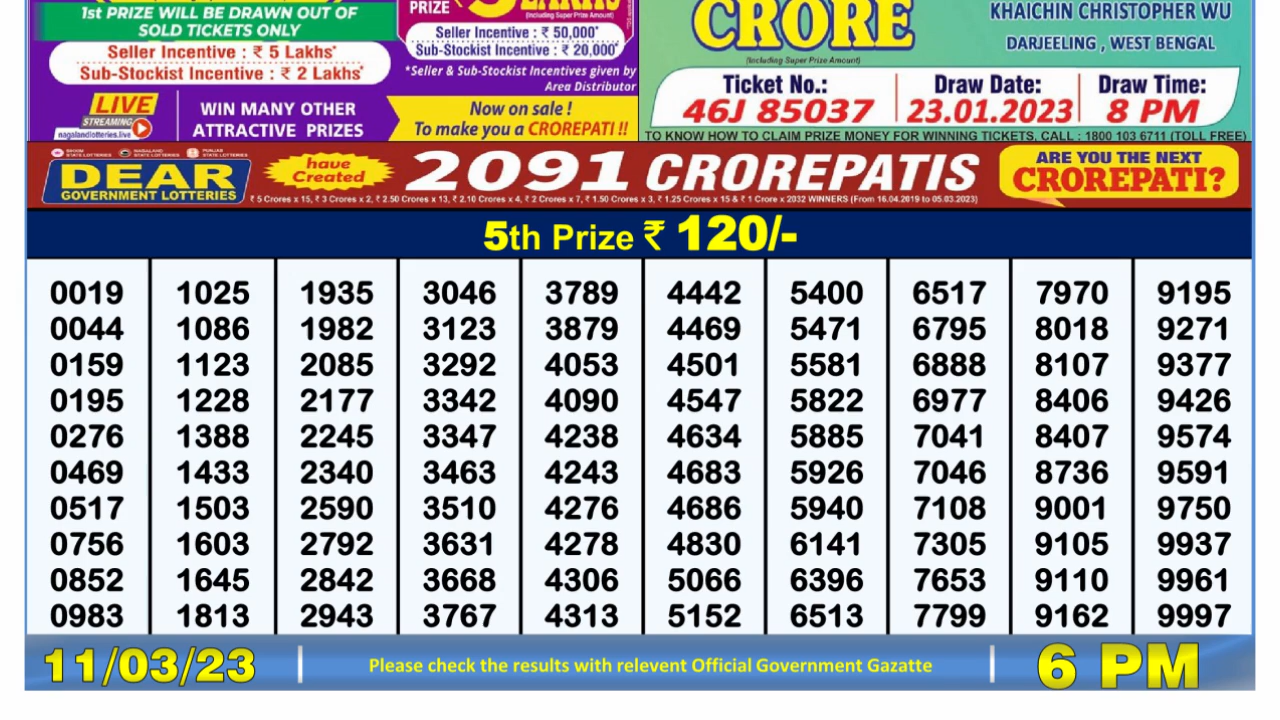 1st PRIZE WILL BE DRAWN OUT OF
SOLD TICKETS ONLY
Seller Incentive : ₹ 5 Lakhs*
Sub-Stockist Incentive : ₹ 2 Lakhs*
LIVE
STREAMING
nagalandlotteries.live
WIN MANY OTHER
ATTRACTIVE PRIZES
PRIZE
(Including Super Prize Amount)
Seller Incentive : ₹ 50,000*
Sub-Stockist Incentive : ₹ 20,000*
*Seller & Sub-Stockist Incentives given by
Area Distributor
Now on sale !
To make you a CROREPATI !!
CRORE
(Including Super Prize Amount)
KHAICHIN CHRISTOPHER WU
DARJEELING , WEST BENGAL
Ticket No.: Draw Date: Draw Time:
46J 85037 23.01.2023 8 PM
TO KNOW HOW TO CLAIM PRIZE MONEY FOR WINNING TICKETS, CALL : 1800 103 6711 (TOLL FREE)
STATE LOTTERIES NAGALAND STATE LOTTERIES PUNJAB STATE LOTTERIES
DEAR
GOVERNMENT LOTTERIES
have
Created
2091 CROREPATIS
₹ 5 Crores x 15, ₹ 3 Crores x 2, ₹ 2.50 Crores x 13, ₹ 2.10 Crores x 4, ₹ 2 Crores x 7, ₹ 1.50 Crores x 3, ₹ 1.25 Crores x 15 & ₹ 1 Crore x 2032 WINNERS (From 16.04.2019 to 05.03.2023)
ARE YOU THE NEXT
CROREPATI?
5th Prize ₹ 120/-
0019 1025 1935 3046 3789 4442 5400 6517 7970 9195
0044 1086 1982 3123 3879 4469 5471 6795 8018 9271
0159 1123 2085 3292 4053 4501 5581 6888 8107 9377
0195 1228 2177 3342 4090 4547 5822 6977 8406 9426
0276 1388 2245 3347 4238 4634 5885 7041 8407 9574
0469 1433 2340 3463 4243 4683 5926 7046 8736 9591
0517 1503 2590 3510 4276 4686 5940 7108 9001 9750
0756 1603 2792 3631 4278 4830 6141 7305 9105 9937
0852 1645 2842 3668 4306 5066 6396 7653 9110 9961
0983 1813 2943 3767 4313 5152 6513 7799 9162 9997
11/03/23 Please check the results with relevent Official Government Gazatte 6 PM